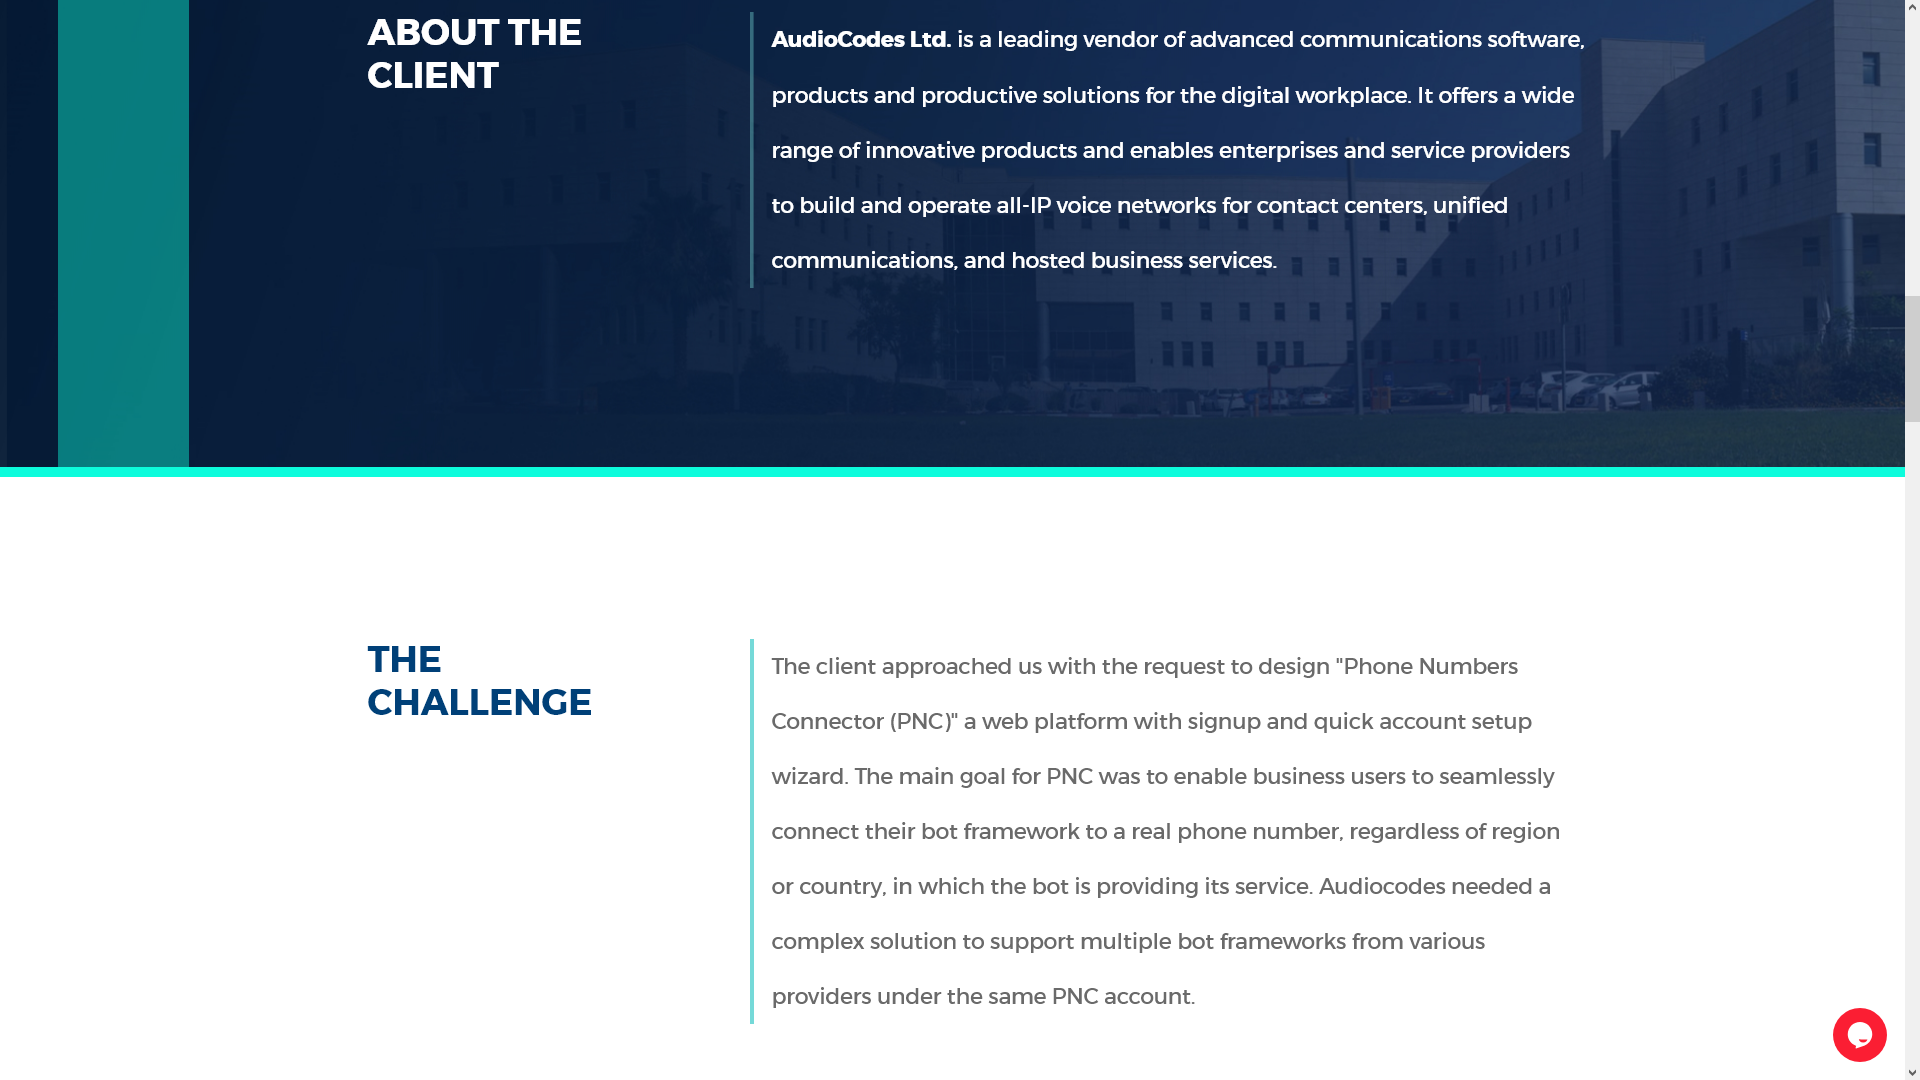 ABOUT THE
CLIENT
AudioCodes Ltd. is a leading vendor of advanced communications software,
products and productive solutions for the digital workplace. It offers a wide
range of innovative products and enables enterprises and service providers
to build and operate all-IP voice networks for contact centers, unified
communications, and hosted business services.
THE
CHALLENGE
The client approached us with the request to design "Phone Numbers
Connector (PNC)" a web platform with signup and quick account setup
wizard. The main goal for PNC was to enable business users to seamlessly
connect their bot framework to a real phone number, regardless of region
or country, in which the bot is providing its service. Audiocodes needed a
complex solution to support multiple bot frameworks from various
providers under the same PNC account.